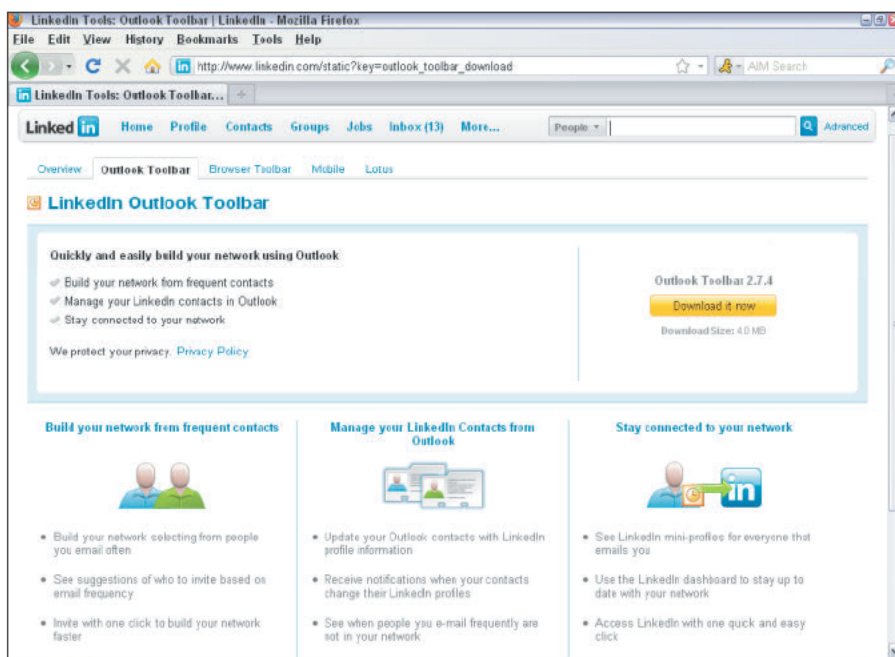 LinkedIn Tools: Outlook Toolbar | LinkedIn - Mozilla Firefox
File Edit View History Bookmarks Tools Help
http://www.linkedin.com/static?key=outlook_toolbar_download
AIM Search
LinkedIn Tools: Outlook Toolbar...
Linked in Home Profile Contacts Groups Jobs Inbox (13) More... People Advanced
Overview Outlook Toolbar Browser Toolbar Mobile Lotus
LinkedIn Outlook Toolbar
Quickly and easily build your network using Outlook
Build your network from frequent contacts
Manage your LinkedIn contacts in Outlook
Stay connected to your network
We protect your privacy. Privacy Policy
Outlook Toolbar 2.7.4
Download it now
Download Size: 4.0 MB
Build your network from frequent contacts
• Build your network selecting from people
you email often
• See suggestions of who to invite based on
email frequency
• Invite with one click to build your network
faster
Manage your LinkedIn Contacts from
Outlook
• Update your Outlook contacts with LinkedIn
profile information
• Receive notifications when your contacts
change their LinkedIn profiles
• See when people you e-mail frequently are
not in your network
Stay connected to your network
in
• See LinkedIn mini-profiles for everyone that
emails you
• Use the LinkedIn dashboard to stay up to
date with your network
• Access LinkedIn with one quick and easy
click